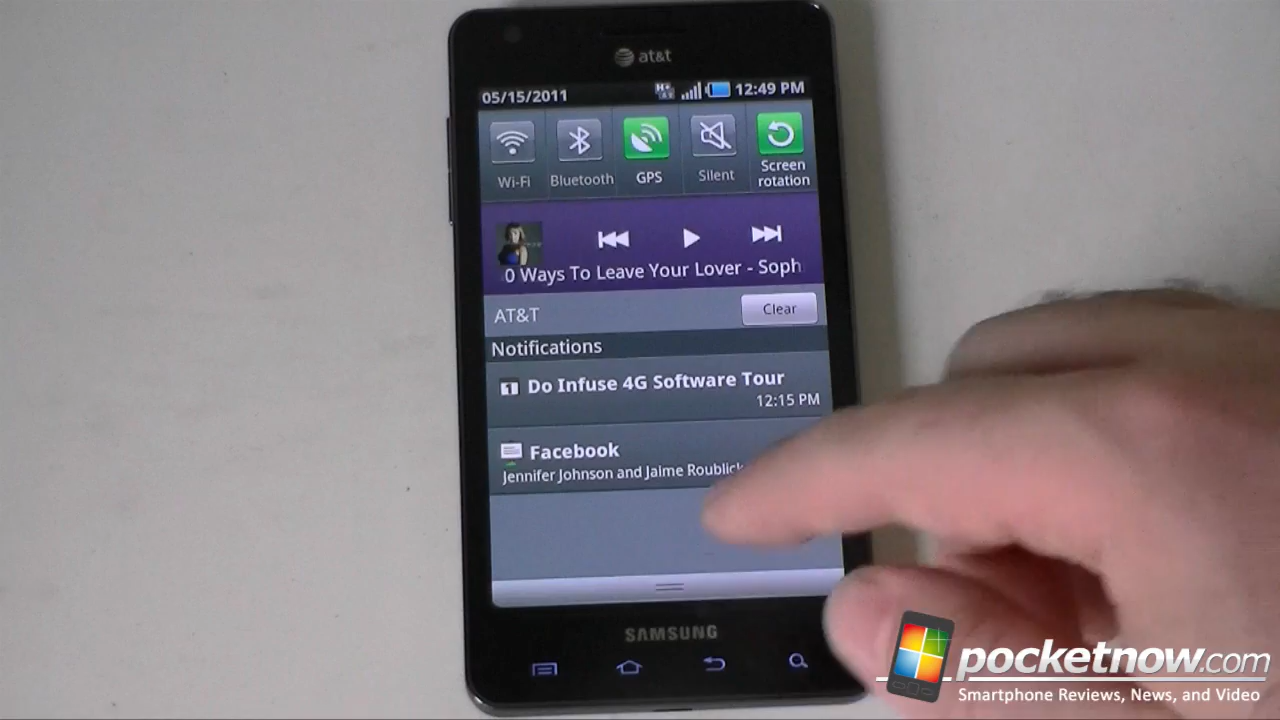 at&t
05/15/2011 12:49 PM
Wi-Fi Bluetooth GPS Silent Screen rotation
0 Ways To Leave Your Lover - Soph
AT&T Clear
Notifications
1 Do Infuse 4G Software Tour
12:15 PM
Facebook
Jennifer Johnson and Jaime Roublick
SAMSUNG
pocketnow.com
Smartphone Reviews, News, and Video